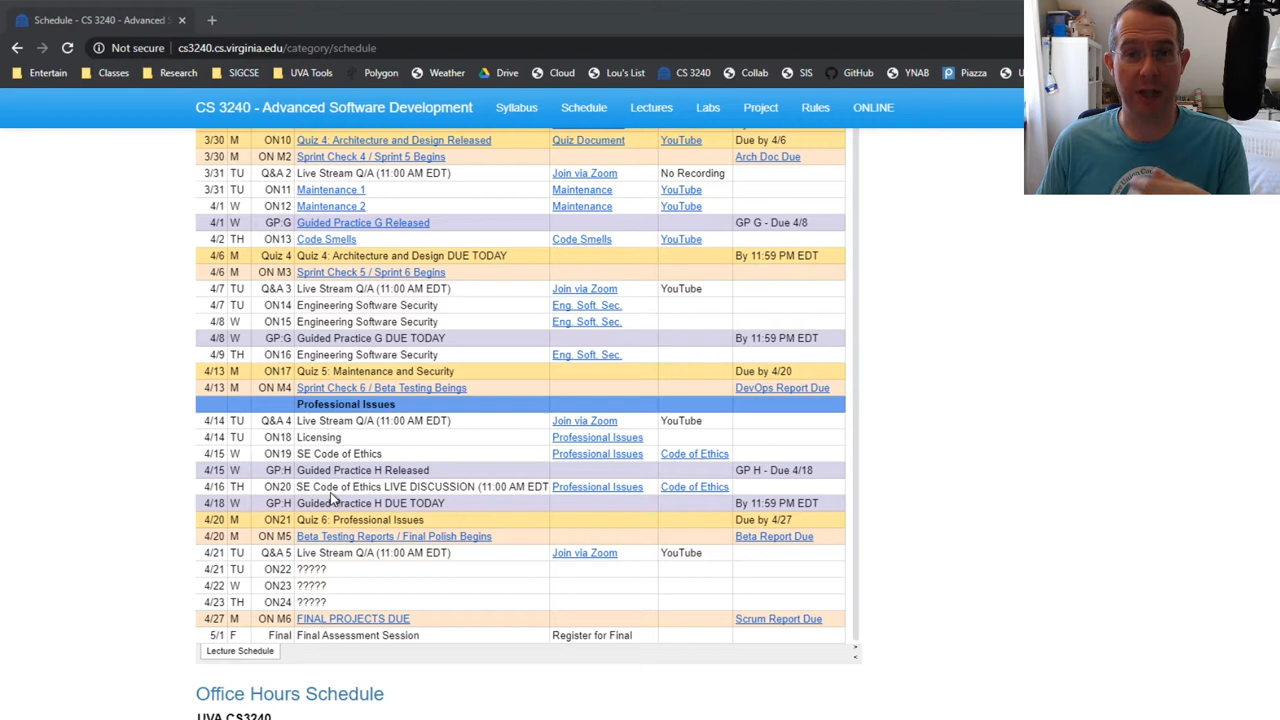 Schedule - CS 3240 - Advanced S
Not secure | cs3240.cs.virginia.edu/category/schedule
Entertain Classes Research SIGCSE UVA Tools Polygon Weather Drive Cloud Lou's List CS 3240 Collab SIS GitHub YNAB Piazza
CS 3240 - Advanced Software Development Syllabus Schedule Lectures Labs Project Rules ONLINE
3/30 M ON10 Quiz 4: Architecture and Design Released Quiz Document YouTube Due by 4/6
3/30 M ON M2 Sprint Check 4 / Sprint 5 Begins Arch Doc Due
3/31 TU Q&A 2 Live Stream Q/A (11:00 AM EDT) Join via Zoom No Recording
3/31 TU ON11 Maintenance 1 Maintenance YouTube
4/1 W ON12 Maintenance 2 Maintenance YouTube
4/1 W GP:G Guided Practice G Released GP G - Due 4/8
4/2 TH ON13 Code Smells Code Smells YouTube
4/6 M Quiz 4 Quiz 4: Architecture and Design DUE TODAY By 11:59 PM EDT
4/6 M ON M3 Sprint Check 5 / Sprint 6 Begins
4/7 TU Q&A 3 Live Stream Q/A (11:00 AM EDT) Join via Zoom YouTube
4/7 TU ON14 Engineering Software Security Eng. Soft. Sec.
4/8 W ON15 Engineering Software Security Eng. Soft. Sec.
4/8 W GP:G Guided Practice G DUE TODAY By 11:59 PM EDT
4/9 TH ON16 Engineering Software Security Eng. Soft. Sec.
4/13 M ON17 Quiz 5: Maintenance and Security Due by 4/20
4/13 M ON M4 Sprint Check 6 / Beta Testing Beings DevOps Report Due
Professional Issues
4/14 TU Q&A 4 Live Stream Q/A (11:00 AM EDT) Join via Zoom YouTube
4/14 TU ON18 Licensing Professional Issues
4/15 W ON19 SE Code of Ethics Professional Issues Code of Ethics
4/15 W GP:H Guided Practice H Released GP H - Due 4/18
4/16 TH ON20 SE Code of Ethics LIVE DISCUSSION (11:00 AM EDT Professional Issues Code of Ethics
4/18 W GP:H Guided Practice H DUE TODAY By 11:59 PM EDT
4/20 M ON21 Quiz 6: Professional Issues Due by 4/27
4/20 M ON M5 Beta Testing Reports / Final Polish Begins Beta Report Due
4/21 TU Q&A 5 Live Stream Q/A (11:00 AM EDT) Join via Zoom YouTube
4/21 TU ON22 ?????
4/22 W ON23 ?????
4/23 TH ON24 ?????
4/27 M ON M6 FINAL PROJECTS DUE Scrum Report Due
5/1 F Final Final Assessment Session Register for Final
Lecture Schedule
Office Hours Schedule
UVA CS3240